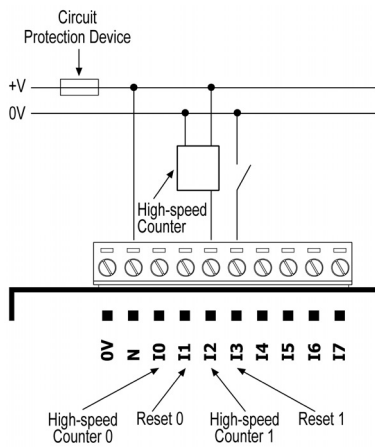 Circuit
Protection Device
+V
0V
High-speed
Counter
0V N I0 I1 I2 I3 I4 I5 I6 I7
High-speed
Counter 0
Reset 0
High-speed
Counter 1
Reset 1